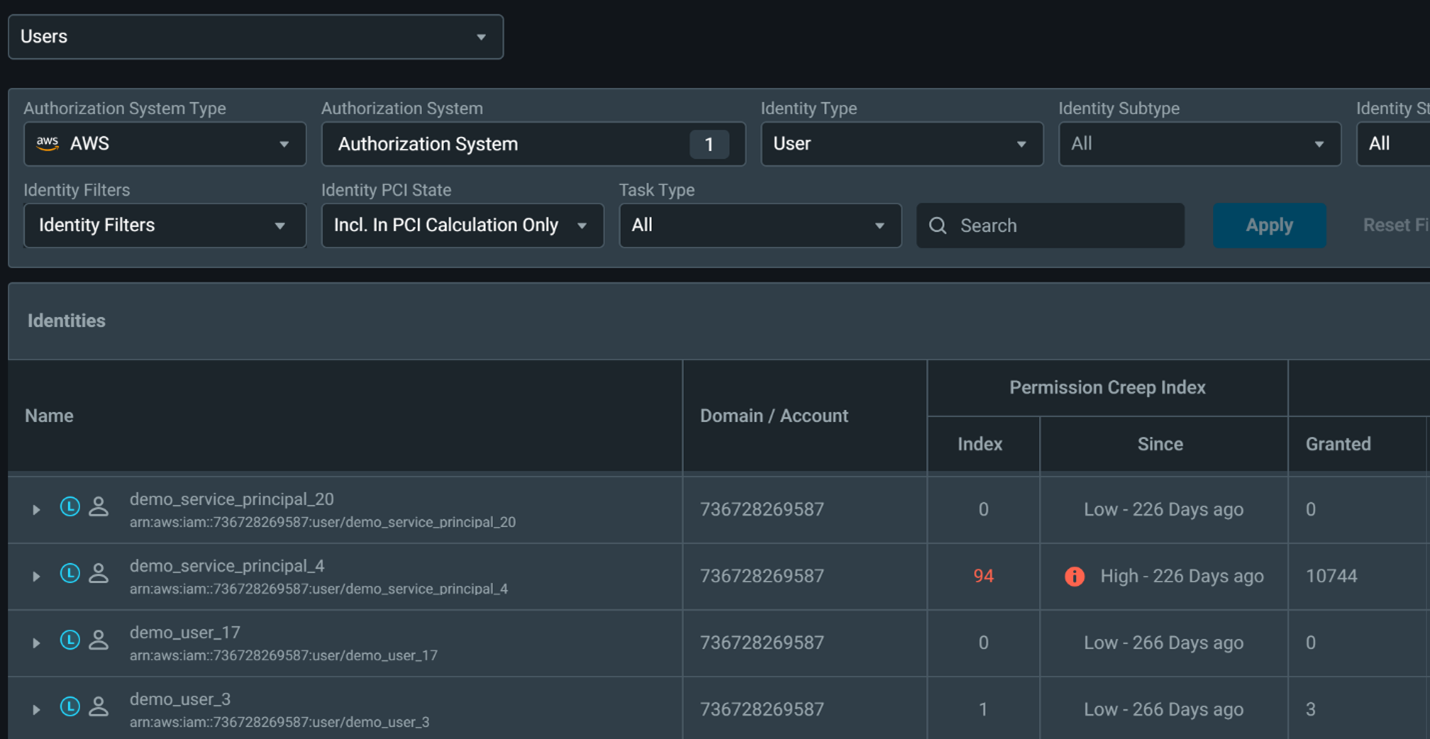 Users
Authorization System Type Authorization System Identity Type Identity Subtype Identity St
aws AWS Authorization System 1 User All All
Identity Filters Identity PCI State Task Type
Identity Filters Incl. In PCI Calculation Only All Search Apply Reset Fi
Identities
Permission Creep Index
Name Domain / Account
Index Since Granted
demo_service_principal_20
arn:aws:iam::736728269587:user/demo_service_principal_20
L 736728269587 0 Low - 226 Days ago 0
demo_service_principal_4
arn:aws:iam::736728269587:user/demo_service_principal_4
L 736728269587 94 High - 226 Days ago 10744
demo_user_17
arn:aws:iam::736728269587:user/demo_user_17
L 736728269587 0 Low - 266 Days ago 0
demo_user_3
arn:aws:iam::736728269587:user/demo_user_3
L 736728269587 1 Low - 266 Days ago 3